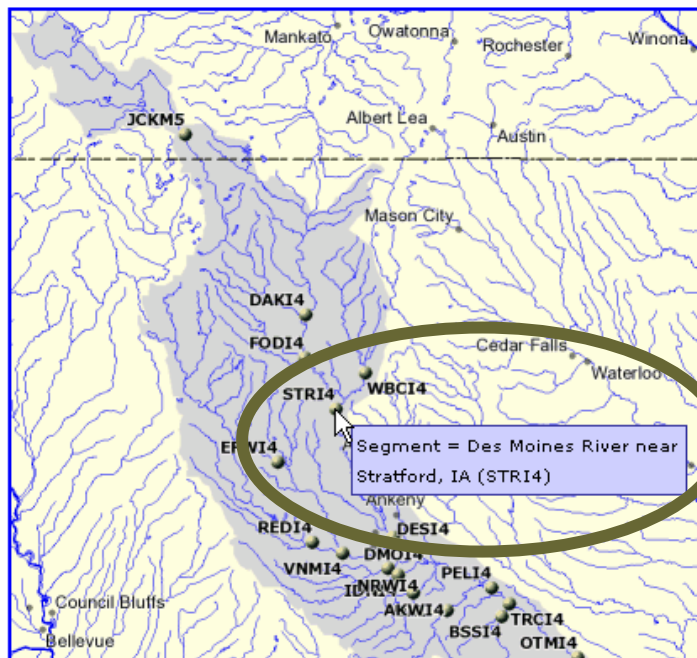 Mankato
Owatonna
Rochester
Winona
JCKM5
Albert Lea
Austin
Mason City
DAKI4
FODI4
Cedar Falls
Waterloo
STRI4
WBCI4
Segment = Des Moines River near
Stratford, IA (STRI4)
Ankeny
REDI4
DESI4
VNMI4
DMOI4
NRWI4
PELI4
AKWI4
Council Bluffs
BSSI4
TRCI4
Bellevue
OTMI4